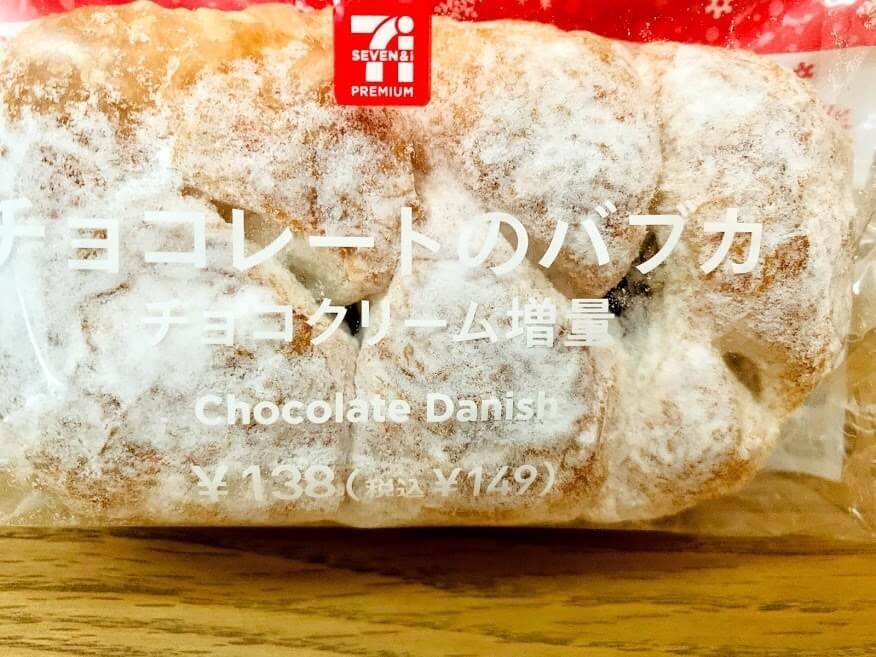 SEVEN&i
PREMIUM
チョコレートのバブカ
チョコクリーム増量
Chocolate Danish
¥138(税込¥149)